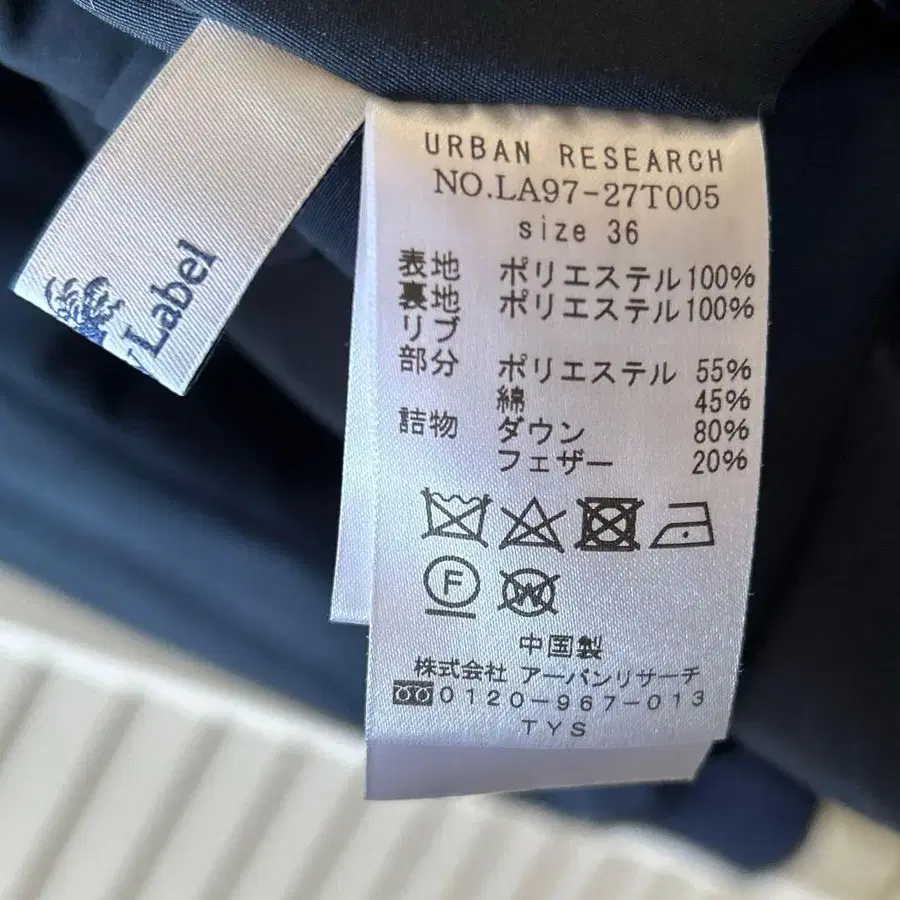 Label
URBAN RESEARCH
NO.LA97-27T005
size 36
表地 ポリエステル100%
裏地 ポリエステル100%
リブ
部分 ポリエステル 55%
綿 45%
詰物 ダウン 80%
フェザー 20%
F
W
中国製
株式会社 アーバンリサーチ
0120-967-013
TYS